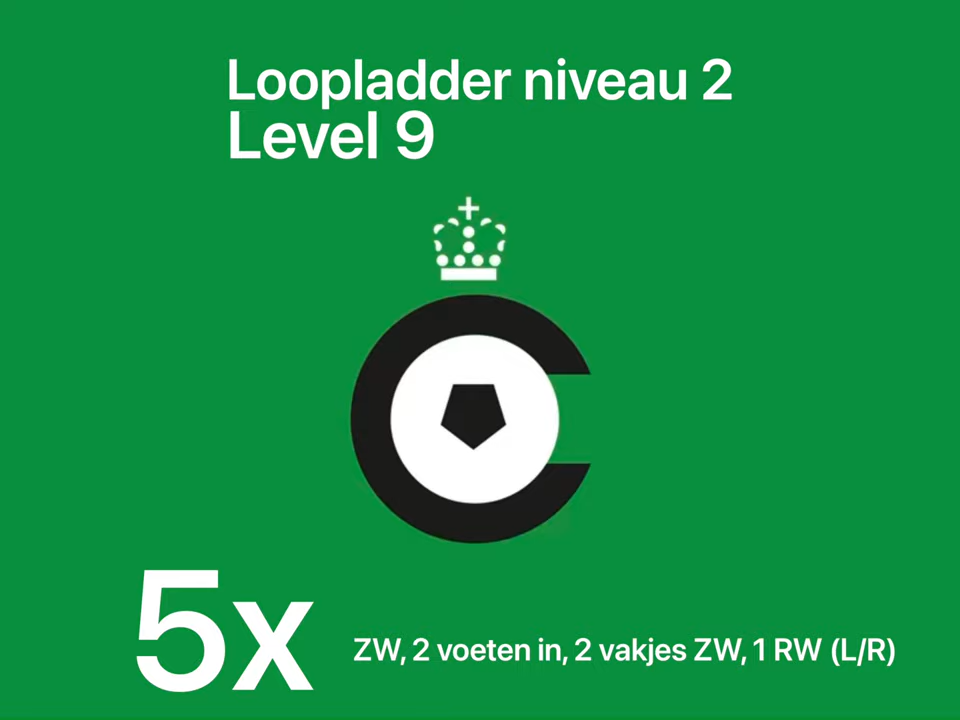 Loopladder niveau 2
Level 9
5x
ZW, 2 voeten in, 2 vakjes ZW, 1 RW (L/R)